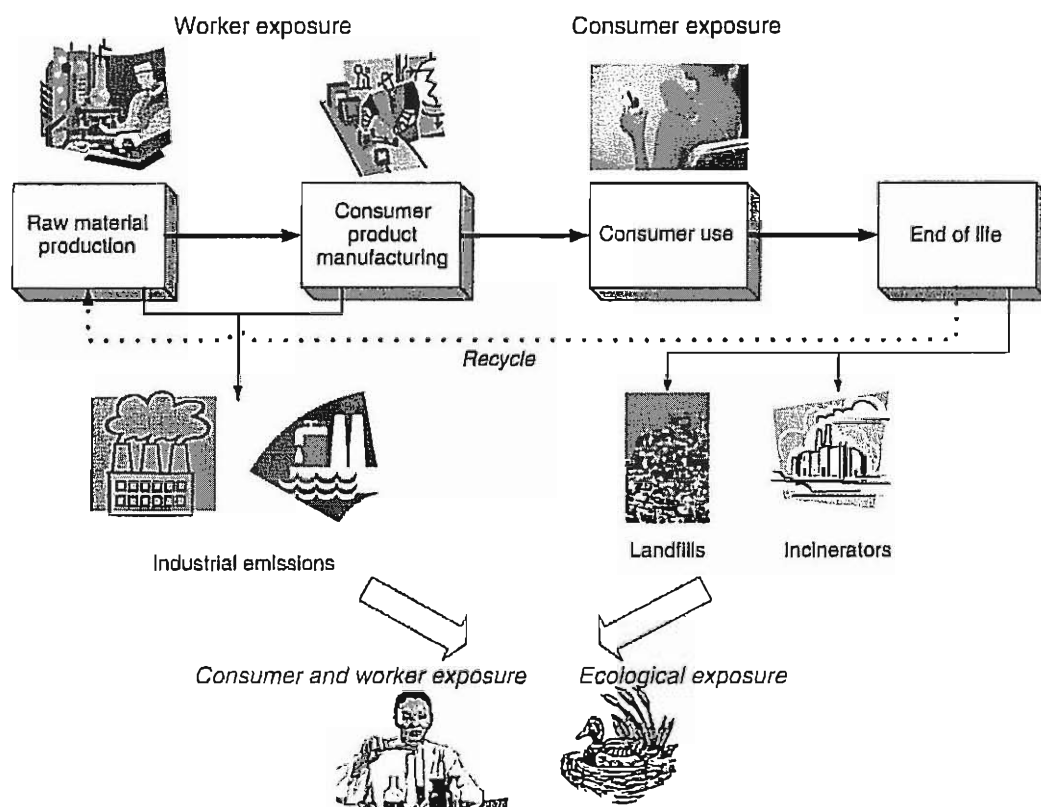 Worker exposure
Consumer exposure
Raw material
production
Consumer
product
manufacturing
Consumer use
End of life
Recycle
Landfills
Incinerators
Industrial emissions
Consumer and worker exposure
Ecological exposure